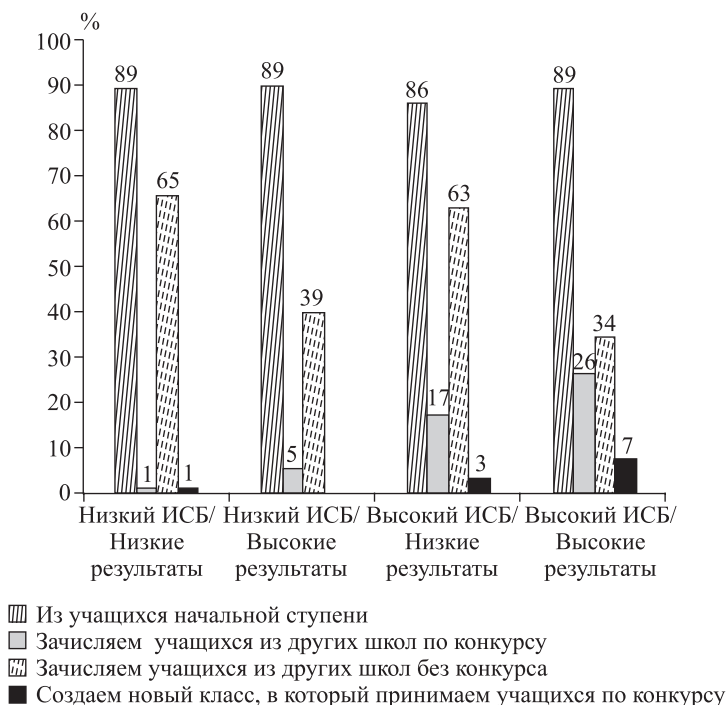 %
100
90
80
70
60
50
40
30
20
10
0
89 1 65 1
89 5 39
86 17 63 3
89 26 34 7
Низкий ИСБ/ Низкий ИСБ/ Высокий ИСБ/ Высокий ИСБ/
Низкие Высокие Низкие Высокие
результаты результаты результаты результаты
Из учащихся начальной ступени
Зачисляем учащихся из других школ по конкурсу
Зачисляем учащихся из других школ без конкурса
Создаем новый класс, в который принимаем учащихся по конкурсу